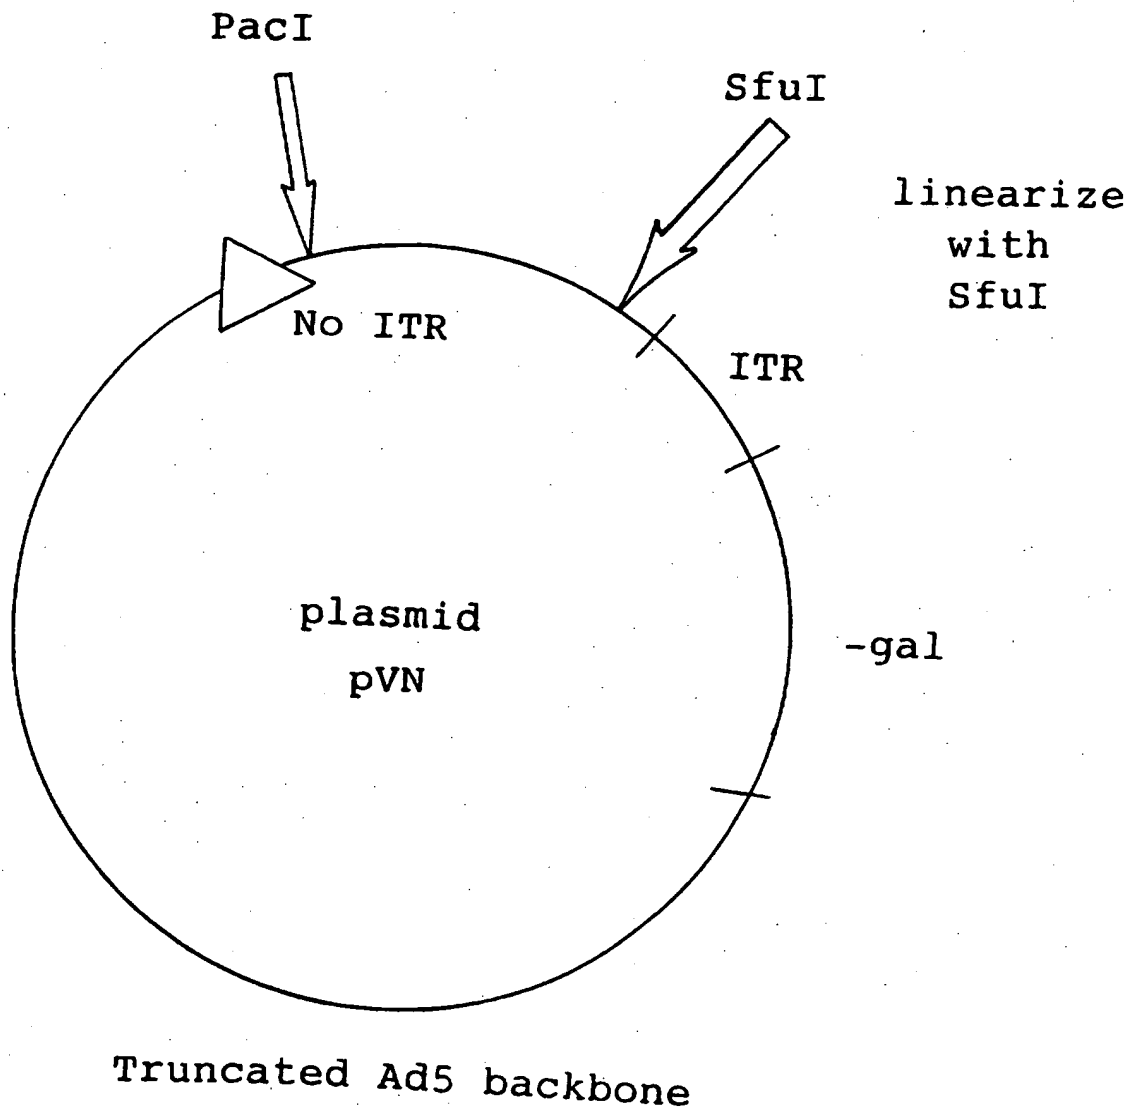 PacI
SfuI
linearize
with
SfuI
No ITR
ITR
plasmid
pVN
-gal
Truncated Ad5 backbone